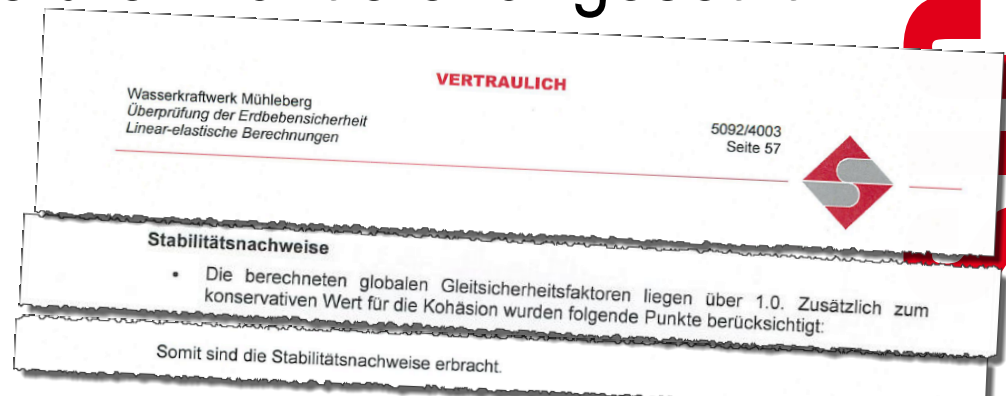 VERTRAULICH
Wasserkraftwerk Mühleberg
Überprüfung der Erdbebensicherheit
Linear-elastische Berechnungen
5092/4003
Seite 57
Stabilitätsnachweise
• Die berechneten globalen Gleitsicherheitsfaktoren liegen über 1.0. Zusätzlich zum
konservativen Wert für die Kohäsion wurden folgende Punkte berücksichtigt:
Somit sind die Stabilitätsnachweise erbracht.